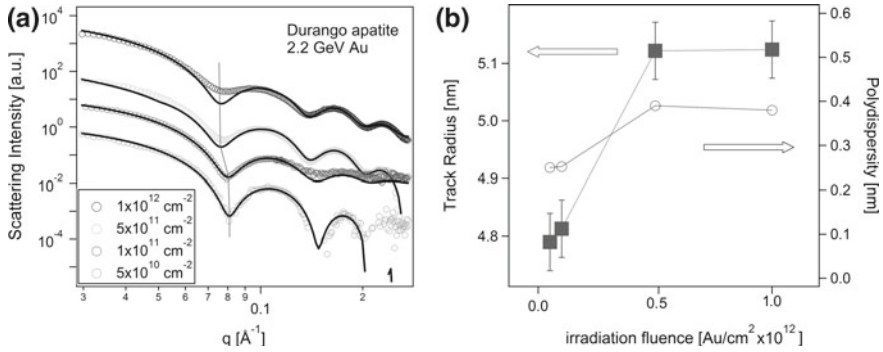 (a)
Durango apatite
2.2 GeV Au
Scattering Intensity [a.u.]
10^4
10^2
10^0
10^-2
10^-4
1x10^12 cm^-2
5x10^11 cm^-2
1x10^11 cm^-2
5x10^10 cm^-2
3 4 5 6 7 8 9 0.1 2
q [Å^-1]
(b)
Track Radius [nm]
5.1
5.0
4.9
4.8
0.6
0.5
0.4
0.3
0.2
0.1
0.0
Polydispersity [nm]
0.0 0.5 1.0
irradiation fluence [Au/cm^2 x10^12]